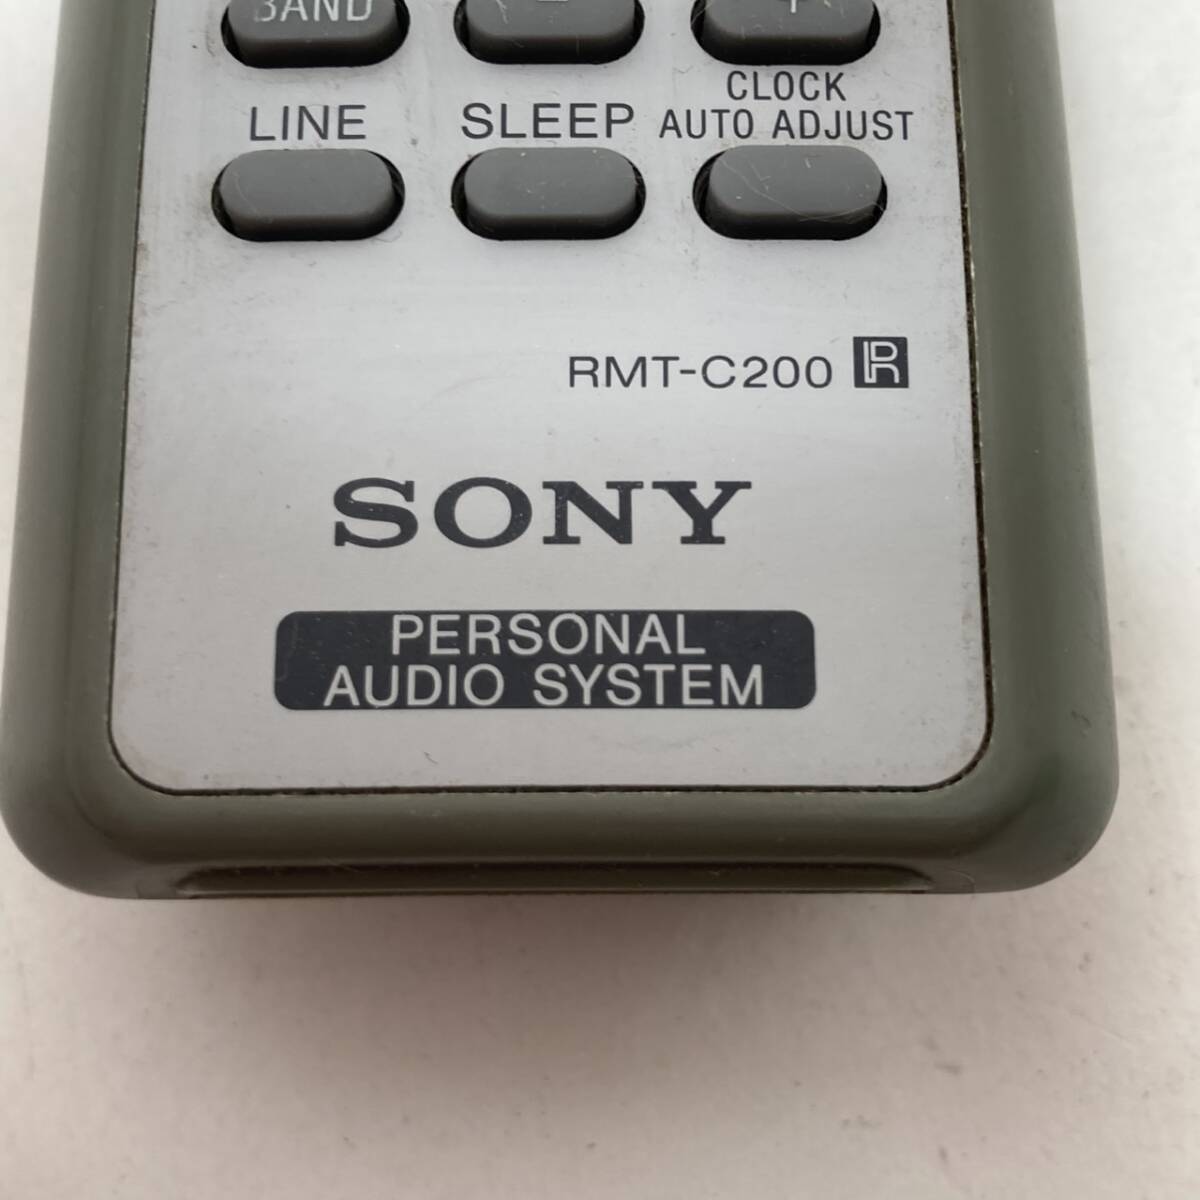 BAND - +
CLOCK
LINE SLEEP AUTO ADJUST
RMT-C200 R
SONY
PERSONAL
AUDIO SYSTEM